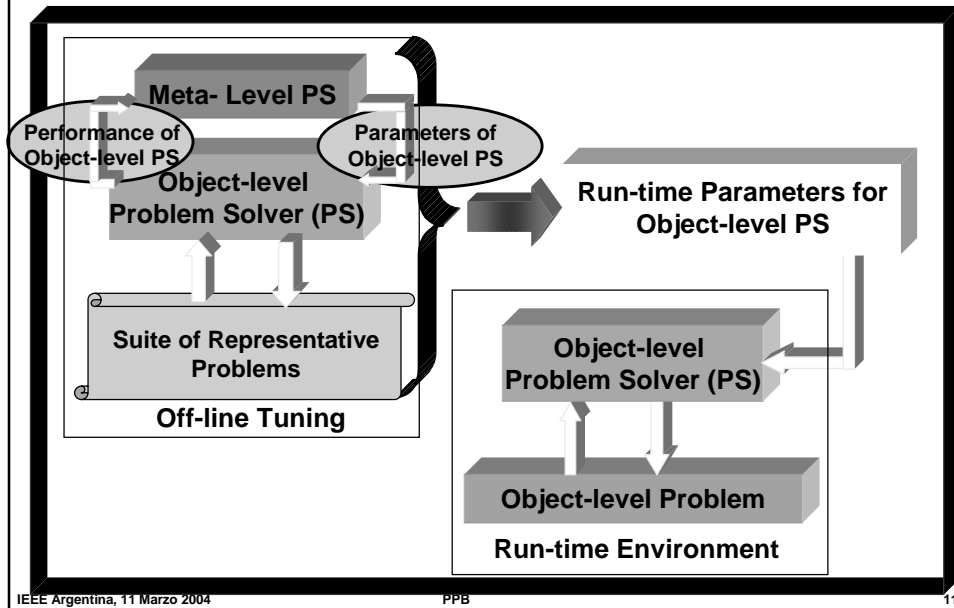 Meta- Level PS
Performance of
Object-level PS
Parameters of
Object-level PS
Object-level
Problem Solver (PS)
Suite of Representative
Problems
Off-line Tuning
Run-time Parameters for
Object-level PS
Object-level
Problem Solver (PS)
Object-level Problem
Run-time Environment
IEEE Argentina, 11 Marzo 2004
PPB
11